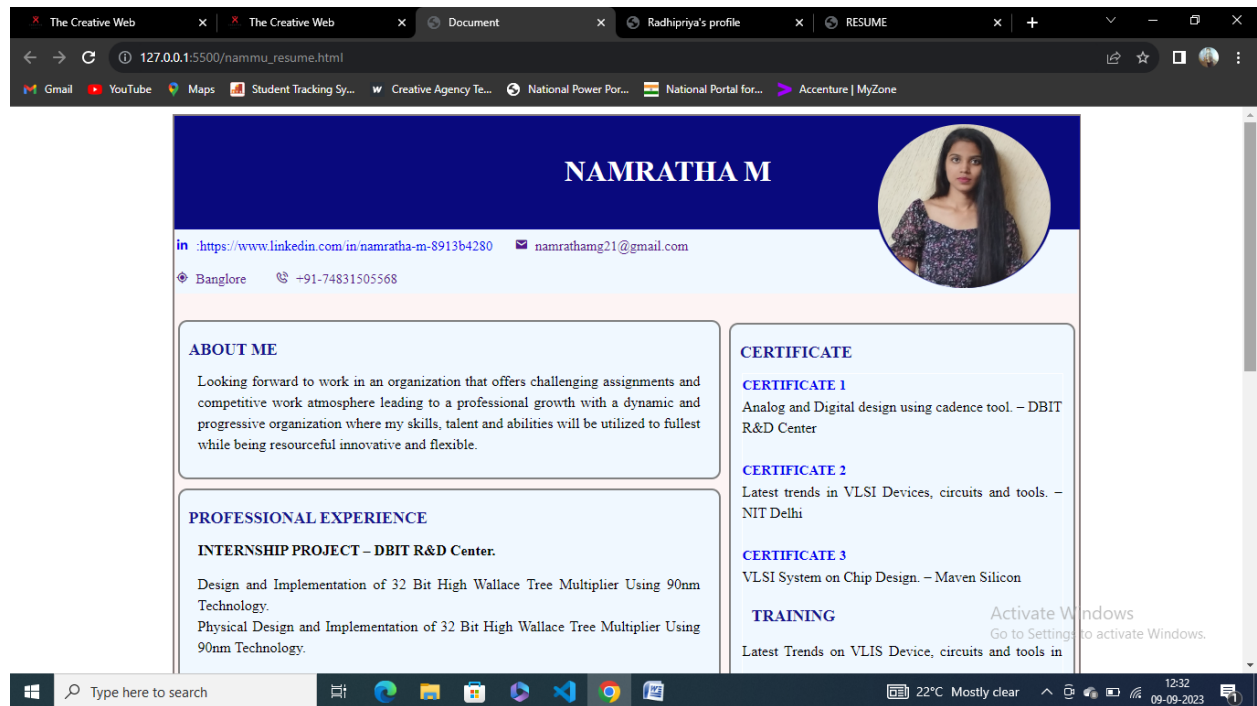 The Creative Web
The Creative Web
Document
Radhipriya's profile
RESUME
127.0.0.1:5500/nammu_resume.html
Gmail
YouTube
Maps
Student Tracking Sy...
Creative Agency Te...
National Power Por...
National Portal for...
Accenture | MyZone
NAMRATHA M
in :https://www.linkedin.com/in/namratha-m-8913b4280 namrathamg21@gmail.com
Banglore +91-74831505568
ABOUT ME
Looking forward to work in an organization that offers challenging assignments and
competitive work atmosphere leading to a professional growth with a dynamic and
progressive organization where my skills, talent and abilities will be utilized to fullest
while being resourceful innovative and flexible.
PROFESSIONAL EXPERIENCE
INTERNSHIP PROJECT – DBIT R&D Center.
Design and Implementation of 32 Bit High Wallace Tree Multiplier Using 90nm
Technology.
Physical Design and Implementation of 32 Bit High Wallace Tree Multiplier Using
90nm Technology.
CERTIFICATE
CERTIFICATE 1
Analog and Digital design using cadence tool. – DBIT
R&D Center
CERTIFICATE 2
Latest trends in VLSI Devices, circuits and tools. –
NIT Delhi
CERTIFICATE 3
VLSI System on Chip Design. – Maven Silicon
TRAINING
Latest Trends on VLIS Device, circuits and tools in
Activate Windows
Go to Settings to activate Windows.
Type here to search
22°C Mostly clear
12:32
09-09-2023
1